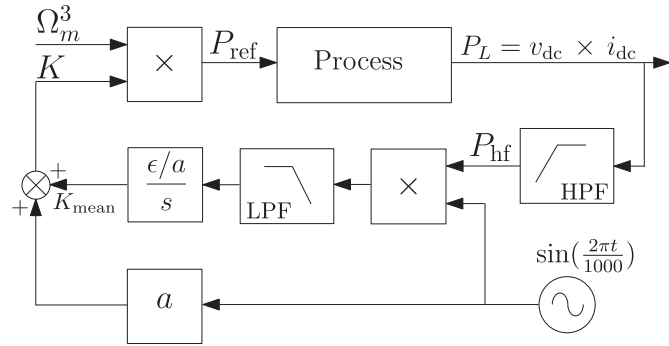 Ω_m^3
K
×
P_ref
Process
P_L = v_dc × i_dc
P_hf
HPF
×
LPF
ϵ/a
s
K_mean
+
+
sin(2πt/1000)
a